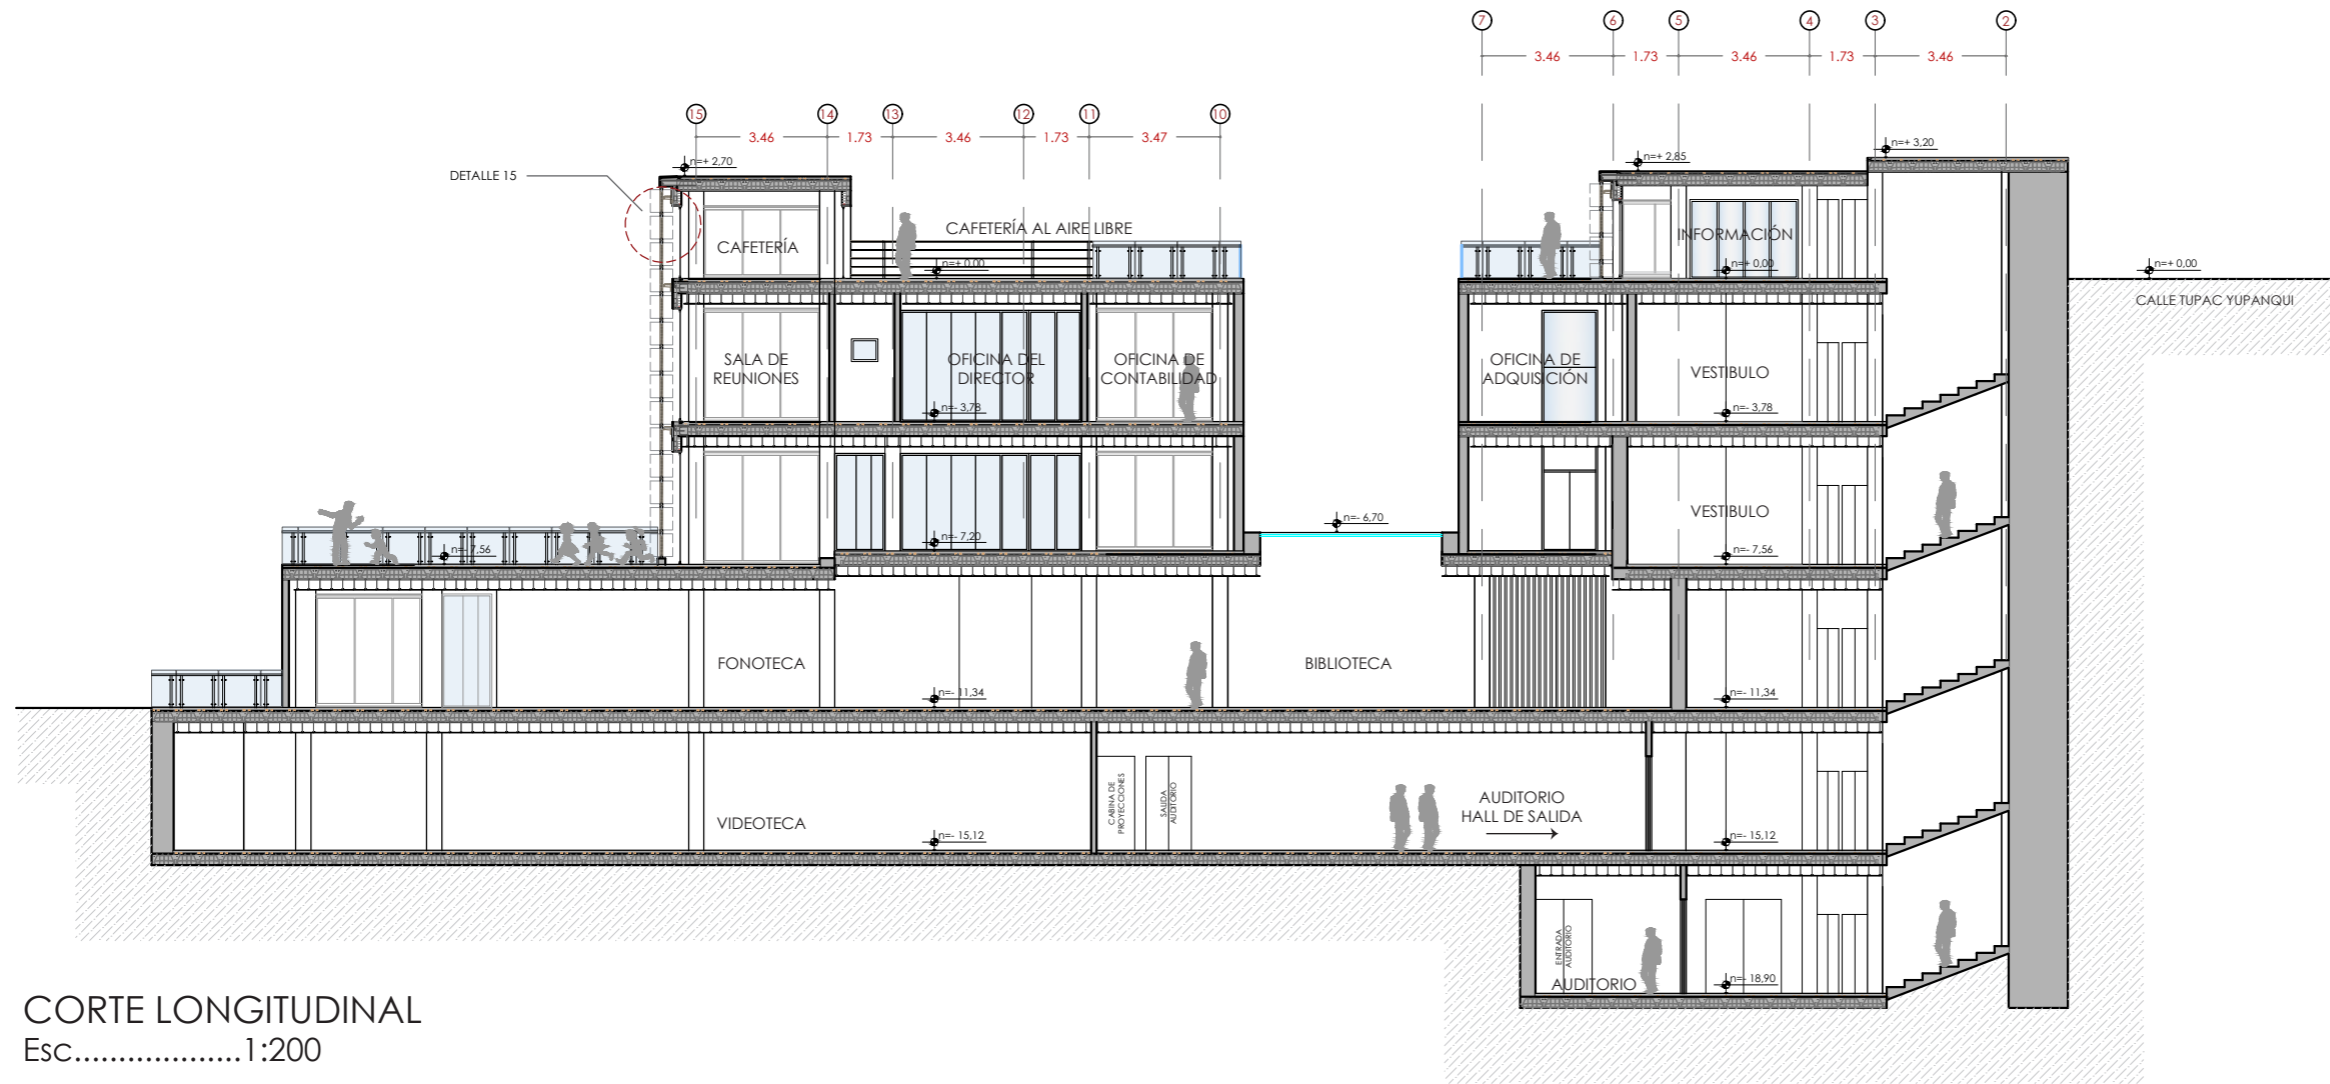 7 6 5 4 3 2
3.46 1.73 3.46 1.73 3.46
15 14 13 12 11 10
3.46 1.73 3.46 1.73 3.47
n=+ 3,20
n=+ 2,70
n=+ 2,85
DETALLE 15
CAFETERÍA
CAFETERÍA AL AIRE LIBRE
INFORMACIÓN
n=+ 0,00
n=+ 0,00
n=+ 0,00
CALLE TUPAC YUPANQUI
SALA DE
REUNIONES
OFICINA DEL
DIRECTOR
OFICINA DE
CONTABILIDAD
OFICINA DE
ADQUISICIÓN
VESTIBULO
n=- 3,78
n=- 3,78
VESTIBULO
n=- 6,70
n=- 7,20
n=- 7,56
n=- 7,56
FONOTECA
BIBLIOTECA
n=- 11,34
n=- 11,34
CABINA DE
PROYECCIONES
SALIDA
AUDITORIO
AUDITORIO
HALL DE SALIDA
VIDEOTECA
n=- 15,12
n=- 15,12
ENTRADA
AUDITORIO
AUDITORIO
n=- 18,90
CORTE LONGITUDINAL
Esc...................1:200